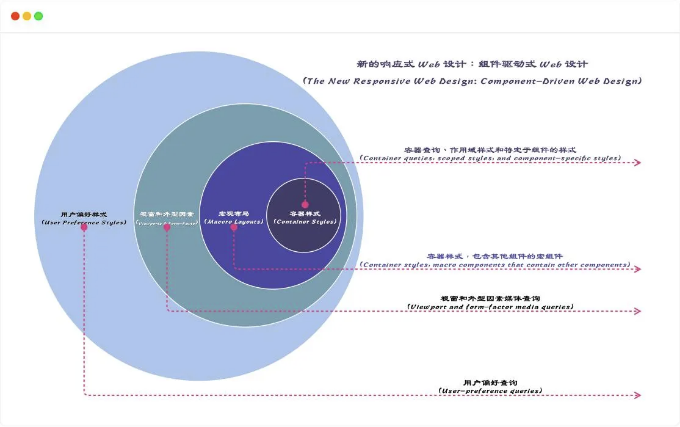 新的响应式 Web 设计：组件驱动式 Web 设计
(The New Responsive Web Design: Component-Driven Web Design)
容器查询、作用域样式和特定于组件的样式
(Container queries, scoped styles, and component-specific styles)
用户偏好样式
(User Preference Styles)
视窗和外型因素
宏观布局
(Macoro Layouts)
容器样式
(Container Styles)
容器样式，包含其他组件的宏组件
(Container styles, macro components that contain other components)
视窗和外型因素媒体查询
(Viewport and form-factor media queries)
用户偏好查询
(User-preference queries)